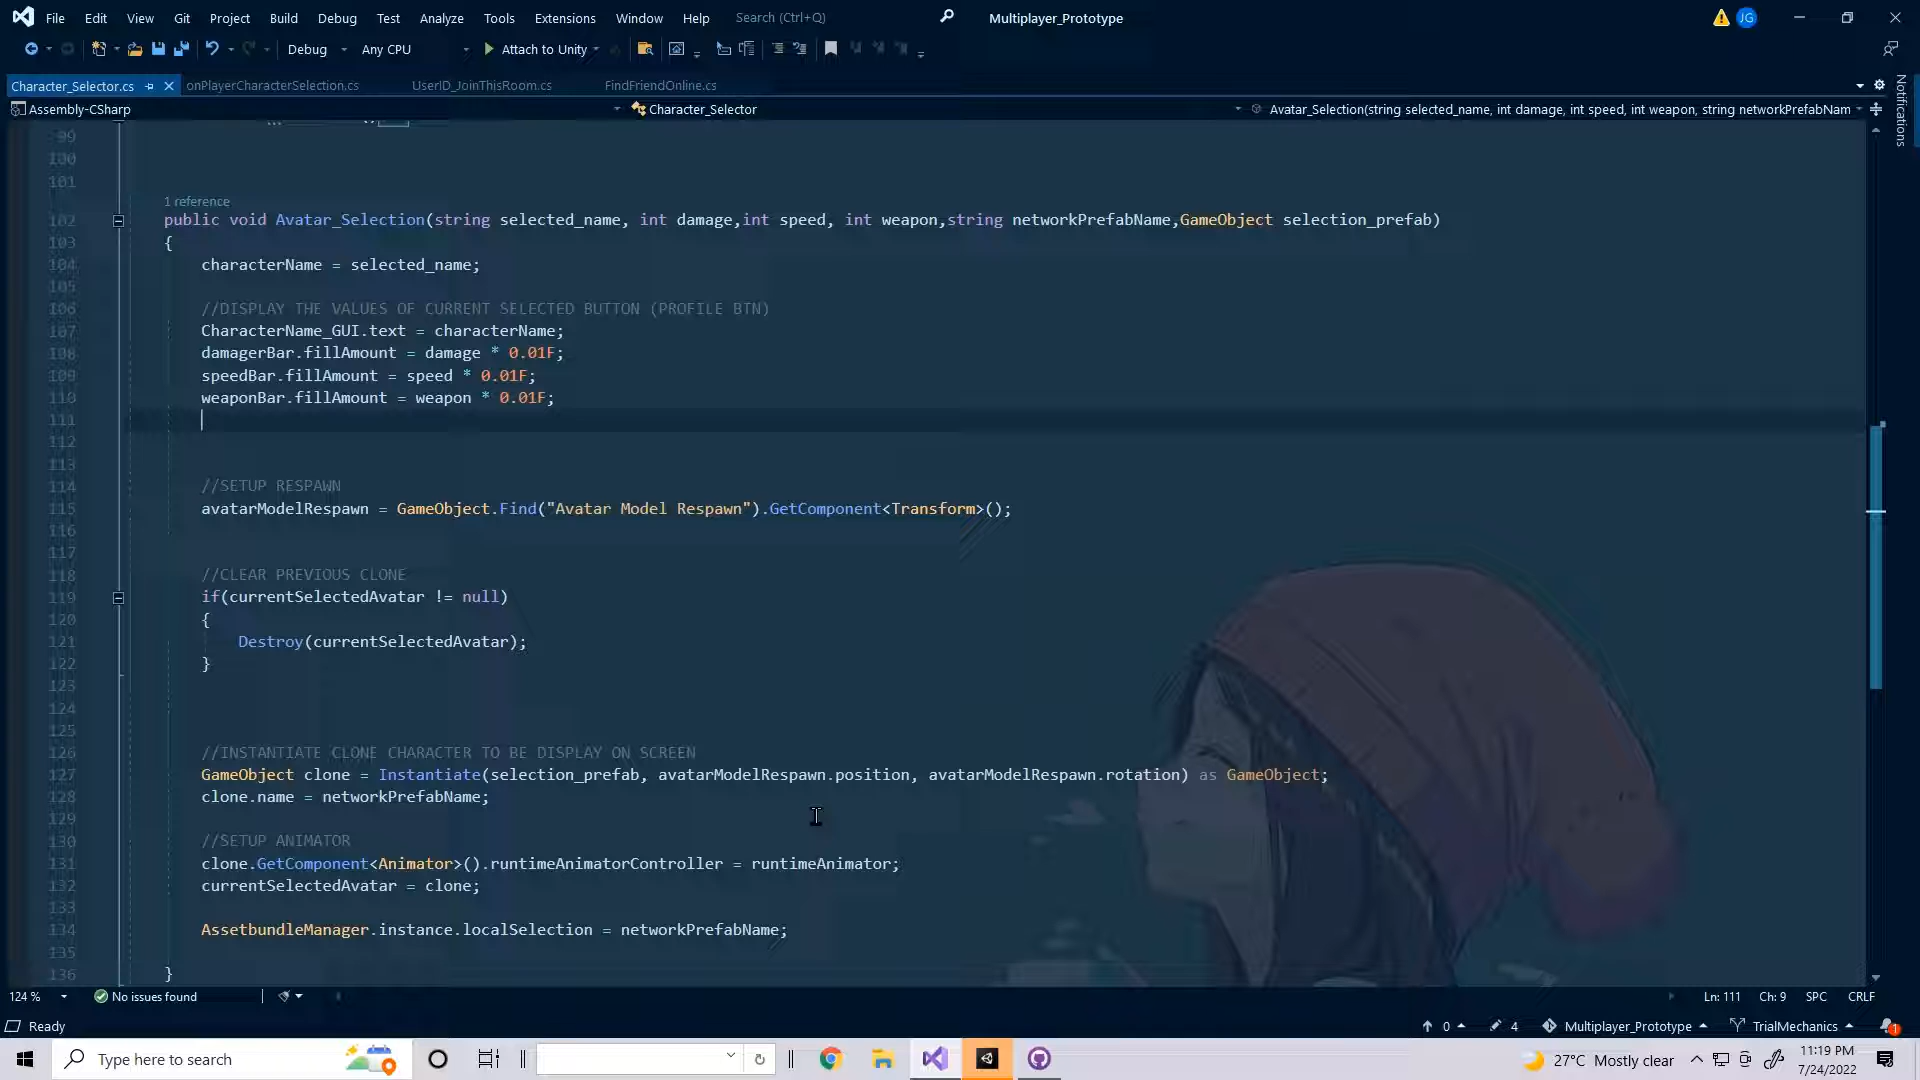 File Edit View Git Project Build Debug Test Analyze Tools Extensions Window Help Search (Ctrl+Q) Multiplayer_Prototype JG
Debug Any CPU Attach to Unity
Character_Selector.cs onPlayerCharacterSelection.cs UserID_JoinThisRoom.cs FindFriendOnline.cs
Notifications
Assembly-CSharp Character_Selector Avatar_Selection(string selected_name, int damage, int speed, int weapon, string networkPrefabNam
99
100
101
1 reference
102 public void Avatar_Selection(string selected_name, int damage,int speed, int weapon,string networkPrefabName,GameObject selection_prefab)
103 {
104 characterName = selected_name;
105
106 //DISPLAY THE VALUES OF CURRENT SELECTED BUTTON (PROFILE BTN)
107 CharacterName_GUI.text = characterName;
108 damagerBar.fillAmount = damage * 0.01F;
109 speedBar.fillAmount = speed * 0.01F;
110 weaponBar.fillAmount = weapon * 0.01F;
111
112
113
114 //SETUP RESPAWN
115 avatarModelRespawn = GameObject.Find("Avatar Model Respawn").GetComponent<Transform>();
116
117
118 //CLEAR PREVIOUS CLONE
119 if(currentSelectedAvatar != null)
120 {
121 Destroy(currentSelectedAvatar);
122 }
123
124
125
126 //INSTANTIATE CLONE CHARACTER TO BE DISPLAY ON SCREEN
127 GameObject clone = Instantiate(selection_prefab, avatarModelRespawn.position, avatarModelRespawn.rotation) as GameObject;
128 clone.name = networkPrefabName;
129
130 //SETUP ANIMATOR
131 clone.GetComponent<Animator>().runtimeAnimatorController = runtimeAnimator;
132 currentSelectedAvatar = clone;
133
134 AssetbundleManager.instance.localSelection = networkPrefabName;
135
136 }
124 % No issues found Ln: 111 Ch: 9 SPC CRLF
Ready 0 4 Multiplayer_Prototype TrialMechanics 1
Type here to search 27°C Mostly clear 11:19 PM
7/24/2022